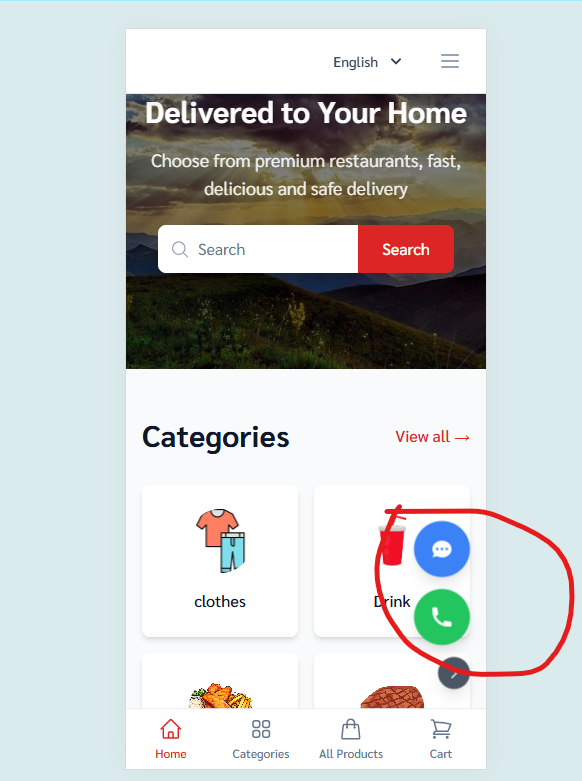 English
Delivered to Your Home
Choose from premium restaurants, fast,
delicious and safe delivery
Search
Search
Categories
View all →
clothes
Drink
Home
Categories
All Products
Cart